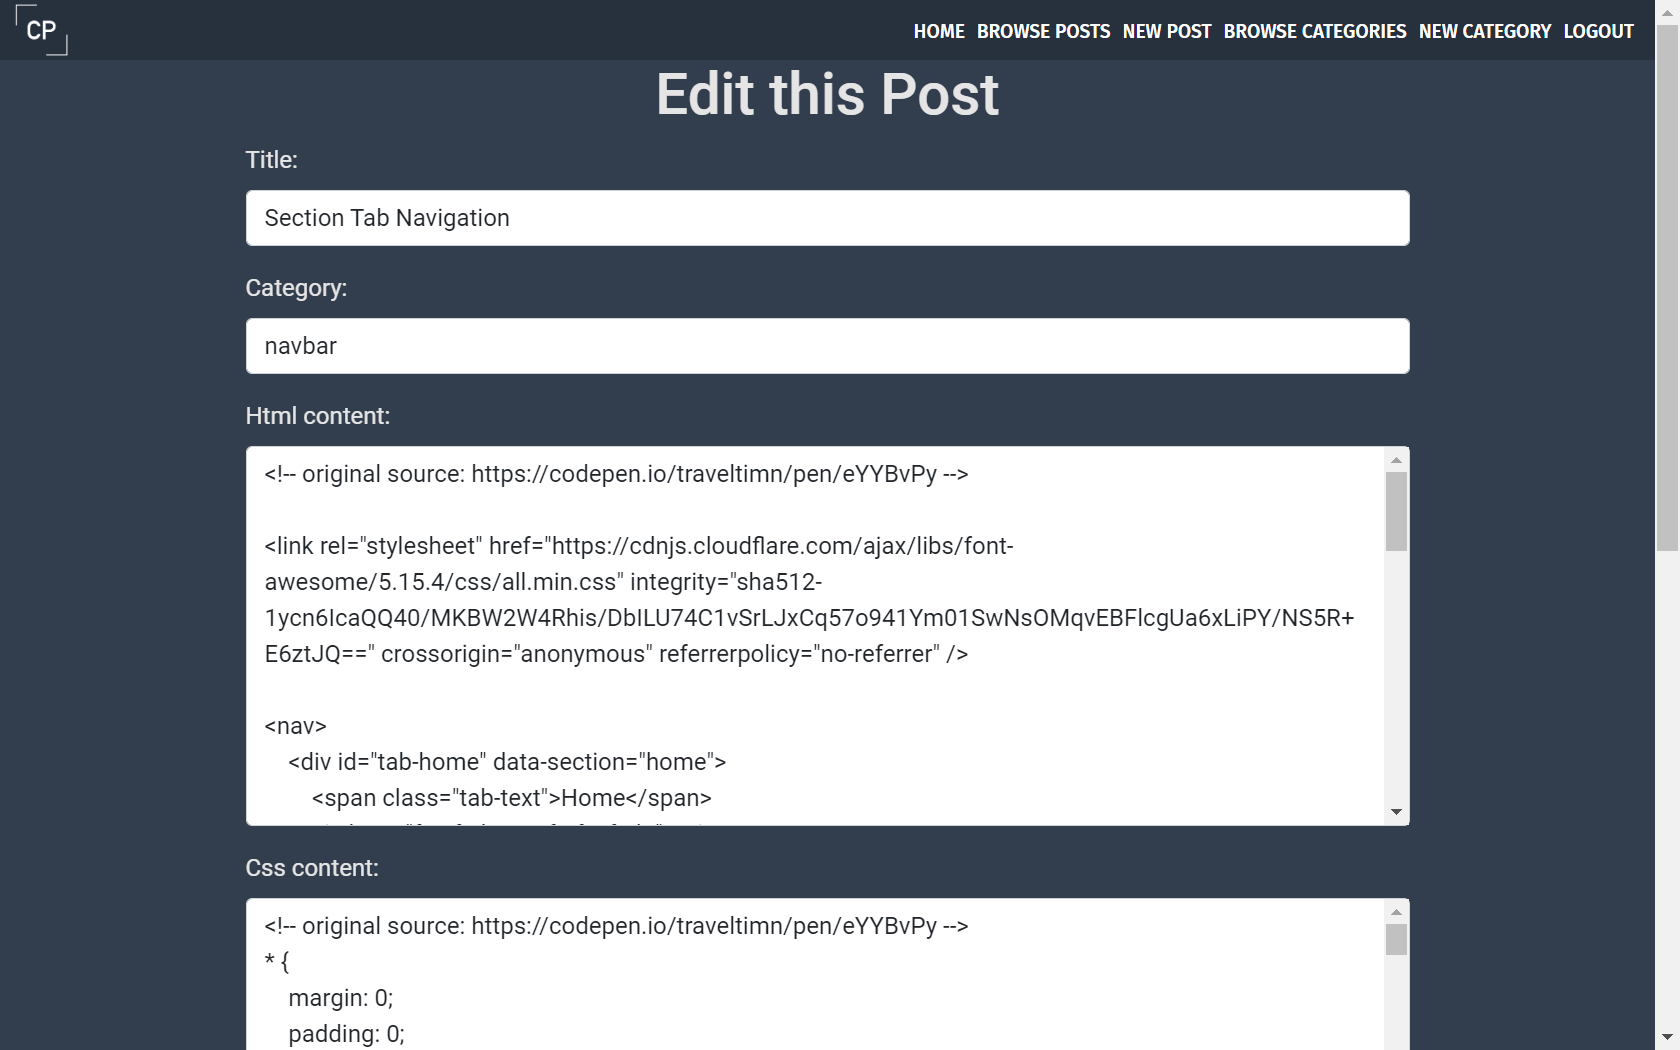 CP
HOME BROWSE POSTS NEW POST BROWSE CATEGORIES NEW CATEGORY LOGOUT
Edit this Post
Title:
Section Tab Navigation
Category:
navbar
Html content:
<!-- original source: https://codepen.io/traveltimn/pen/eYYBvPy -->
<link rel="stylesheet" href="https://cdnjs.cloudflare.com/ajax/libs/font-
awesome/5.15.4/css/all.min.css" integrity="sha512-
1ycn6IcaQQ40/MKBW2W4Rhis/DbILU74C1vSrLJxCq57o941Ym01SwNsOMqvEBFlcgUa6xLiPY/NS5R+
E6ztJQ==" crossorigin="anonymous" referrerpolicy="no-referrer" />
<nav>
<div id="tab-home" data-section="home">
<span class="tab-text">Home</span>
Css content:
<!-- original source: https://codepen.io/traveltimn/pen/eYYBvPy -->
* {
margin: 0;
padding: 0;